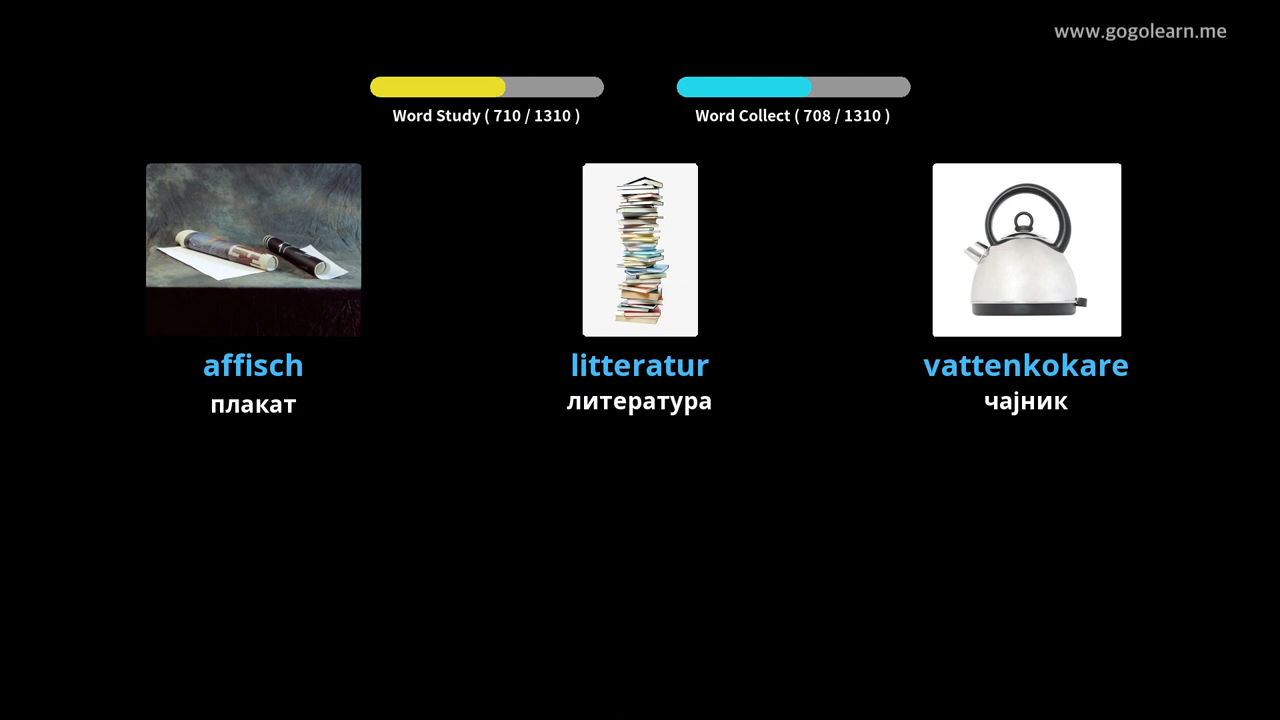 www.gogolearn.me
Word Study ( 710 / 1310 )
Word Collect ( 708 / 1310 )
affisch
litteratur
vattenkokare
плакат
литература
чајник